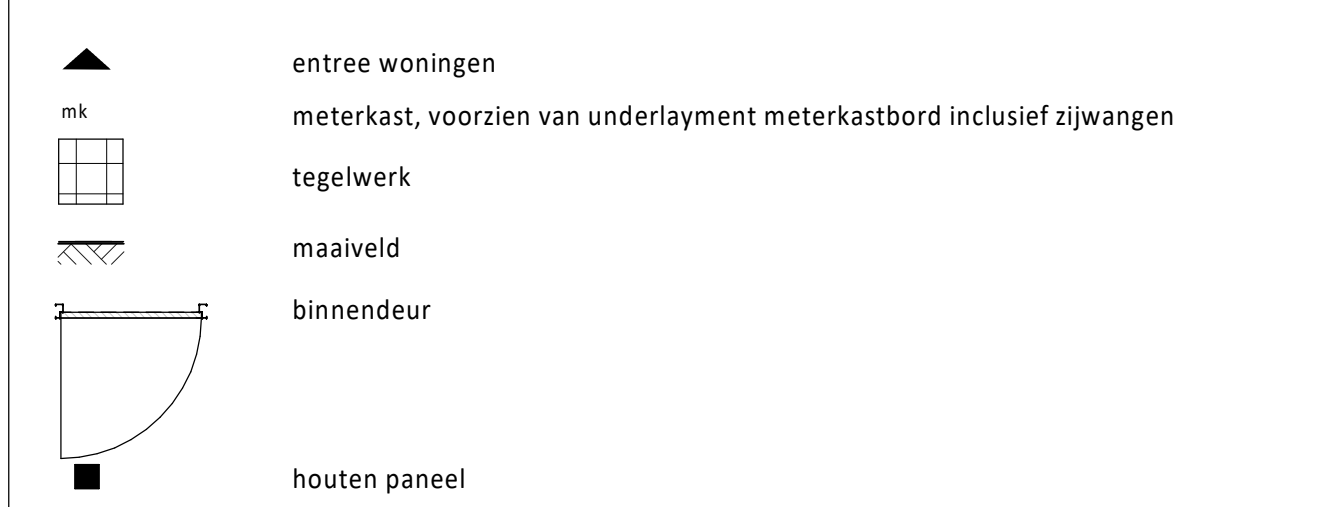 entree woningen
mk
meterkast, voorzien van underlayment meterkastbord inclusief zijwangen
tegelwerk
maaiveld
binnendeur
houten paneel